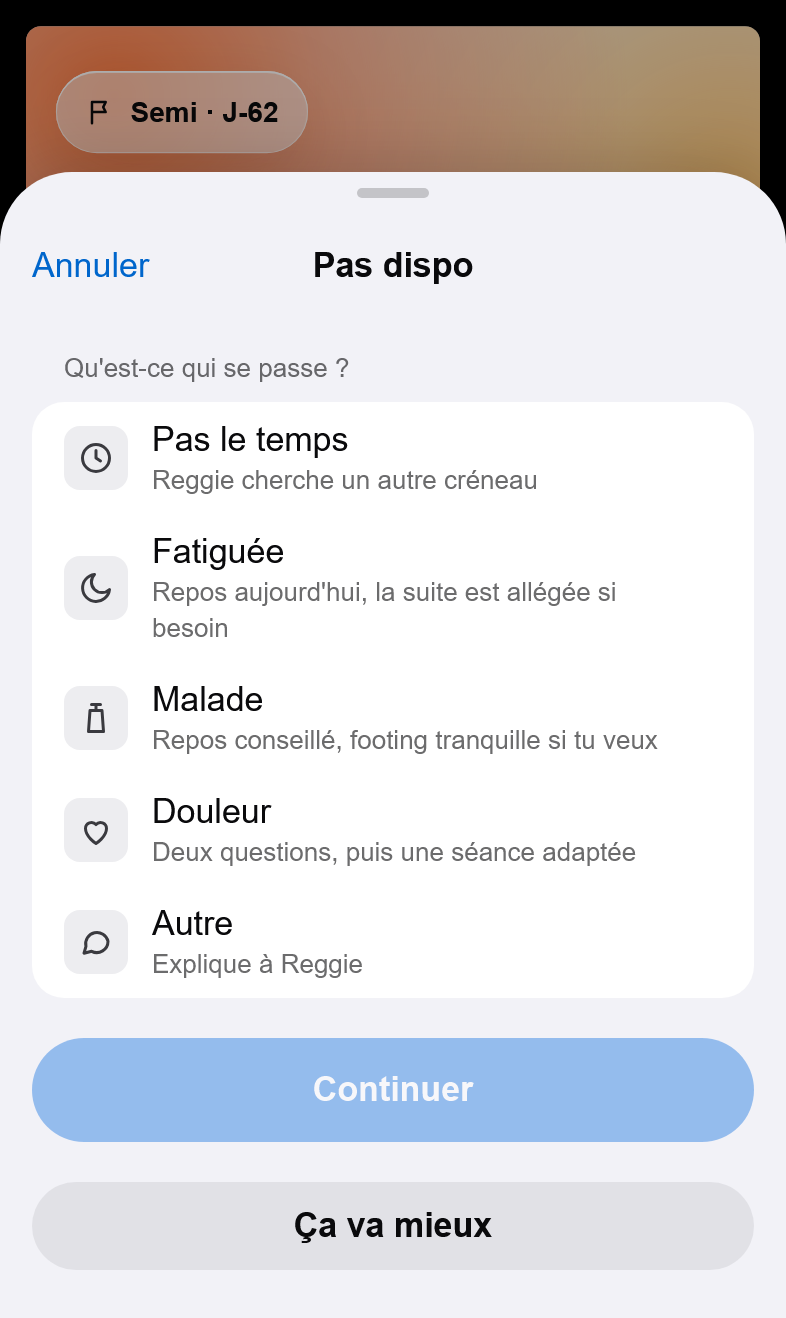 Semi · J-62
Annuler
Pas dispo
Qu'est-ce qui se passe ?
Pas le temps
Reggie cherche un autre créneau
Fatiguée
Repos aujourd'hui, la suite est allégée si
besoin
Malade
Repos conseillé, footing tranquille si tu veux
Douleur
Deux questions, puis une séance adaptée
Autre
Explique à Reggie
Continuer
Ça va mieux